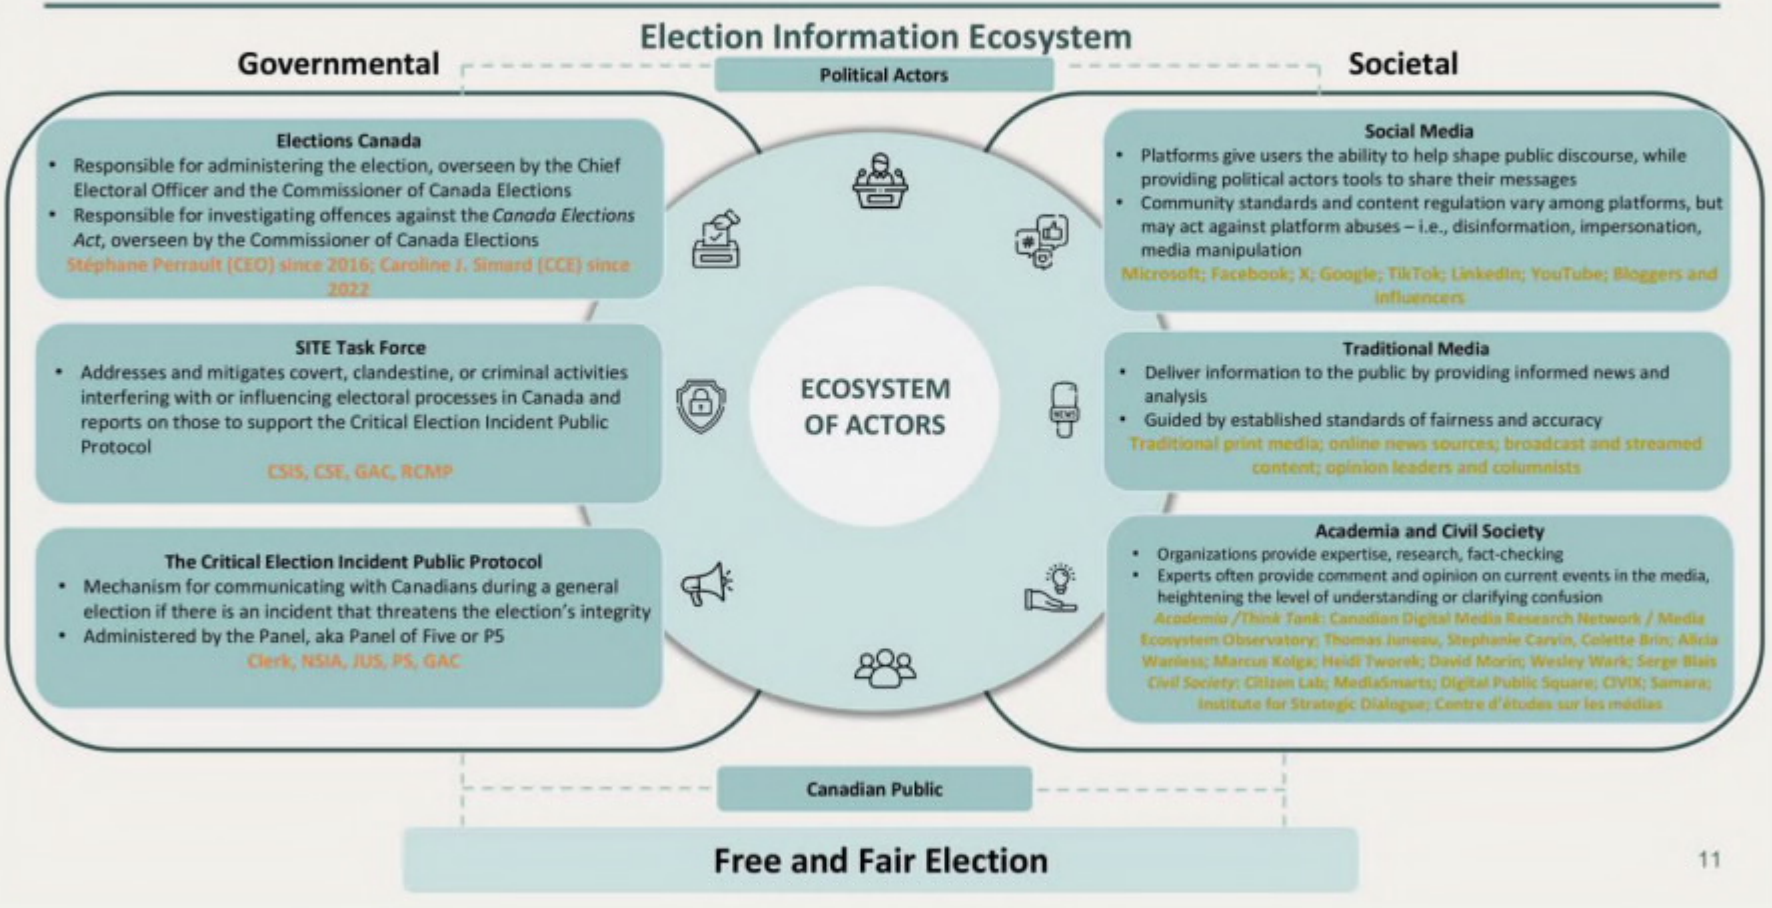 Election Information Ecosystem
Governmental
Political Actors
Societal
Elections Canada
• Responsible for administering the election, overseen by the Chief
Electoral Officer and the Commissioner of Canada Elections
• Responsible for investigating offences against the Canada Elections
Act, overseen by the Commissioner of Canada Elections
Stéphane Perrault (CEO) since 2016; Caroline J. Simard (CCE) since
2022
SITE Task Force
• Addresses and mitigates covert, clandestine, or criminal activities
interfering with or influencing electoral processes in Canada and
reports on those to support the Critical Election Incident Public
Protocol
CSIS, CSE, GAC, RCMP
The Critical Election Incident Public Protocol
• Mechanism for communicating with Canadians during a general
election if there is an incident that threatens the election's integrity
• Administered by the Panel, aka Panel of Five or P5
Clerk, NSIA, JUS, PS, GAC
ECOSYSTEM
OF ACTORS
#
NEWS
Social Media
• Platforms give users the ability to help shape public discourse, while
providing political actors tools to share their messages
• Community standards and content regulation vary among platforms, but
may act against platform abuses – i.e., disinformation, impersonation,
media manipulation
Microsoft; Facebook; X; Google; TikTok; LinkedIn; YouTube; Bloggers and
influencers
Traditional Media
• Deliver information to the public by providing informed news and
analysis
• Guided by established standards of fairness and accuracy
Traditional print media; online news sources; broadcast and streamed
content; opinion leaders and columnists
Academia and Civil Society
• Organizations provide expertise, research, fact-checking
• Experts often provide comment and opinion on current events in the media,
heightening the level of understanding or clarifying confusion
Academia /Think Tank: Canadian Digital Media Research Network / Media
Ecosystem Observatory; Thomas Juneau, Stephanie Carvin, Colette Brin; Alicia
Wanless; Marcus Kolga; Heidi Tworek; David Morin; Wesley Wark; Serge Blais
Civil Society: Citizen Lab; MediaSmarts; Digital Public Square; CIVIX; Samara;
Institute for Strategic Dialogue; Centre d'études sur les médias
Canadian Public
Free and Fair Election
11